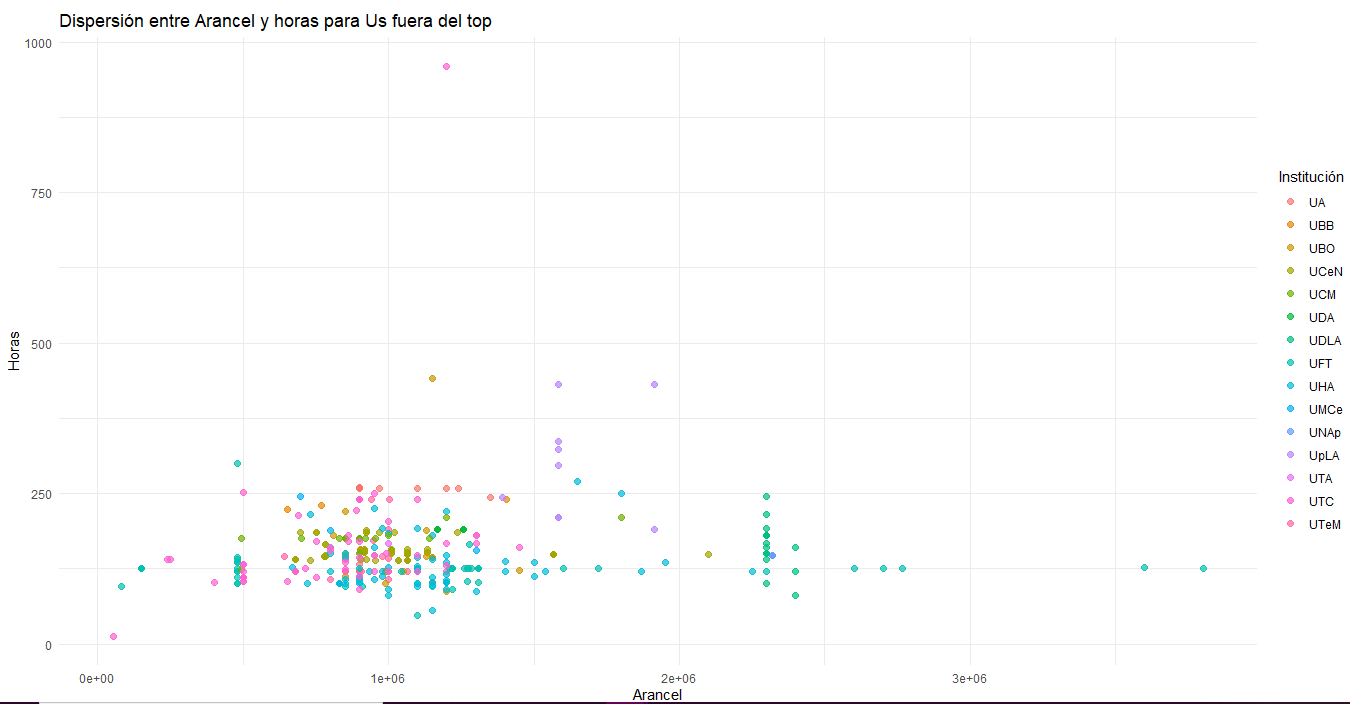 Dispersión entre Arancel y horas para Us fuera del top
1000
750
500
250
0
Horas
0e+00
1e+06
2e+06
3e+06
Arancel
Institución
UA
UBB
UBO
UCeN
UCM
UDA
UDLA
UFT
UHA
UMCe
UNAp
UpLA
UTA
UTC
UTeM